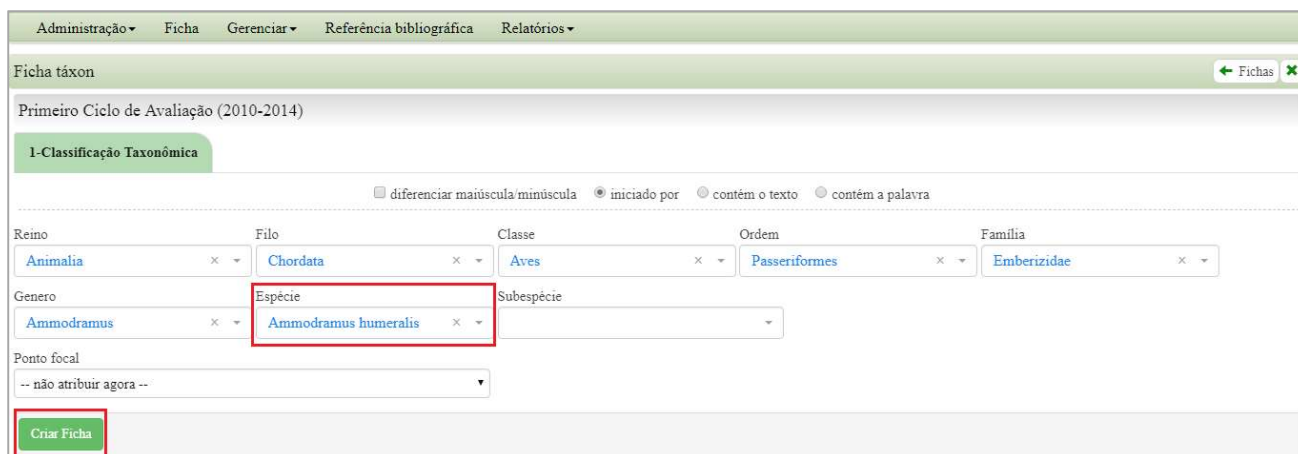 Administração Ficha Gerenciar Referência bibliográfica Relatórios
Ficha táxon Fichas
Primeiro Ciclo de Avaliação (2010-2014)
1-Classificação Taxonômica
diferenciar maiúscula/minúscula iniciado por contém o texto contém a palavra
Reino Filo Classe Ordem Família
Animalia × Chordata × Aves × Passeriformes × Emberizidae ×
Genero Espécie Subespécie
Ammodramus × Ammodramus humeralis ×
Ponto focal
-- não atribuir agora --
Criar Ficha